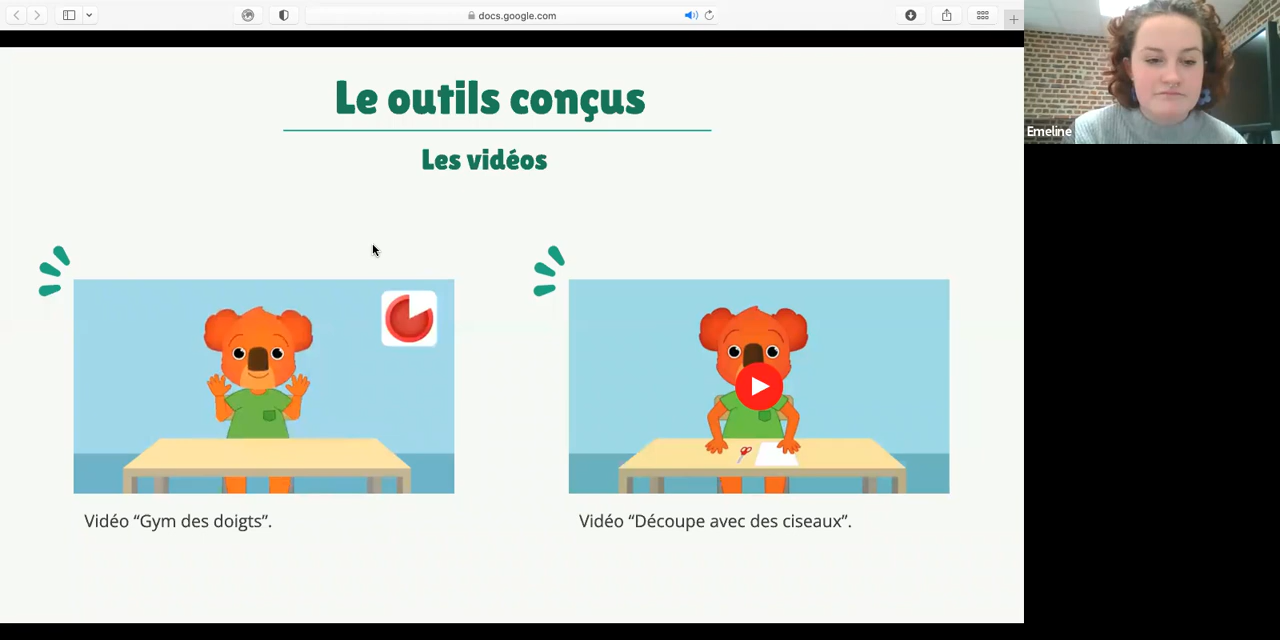 docs.google.com
Le outils conçus
Les vidéos
Emeline
Vidéo “Gym des doigts”.
Vidéo “Découpe avec des ciseaux”.